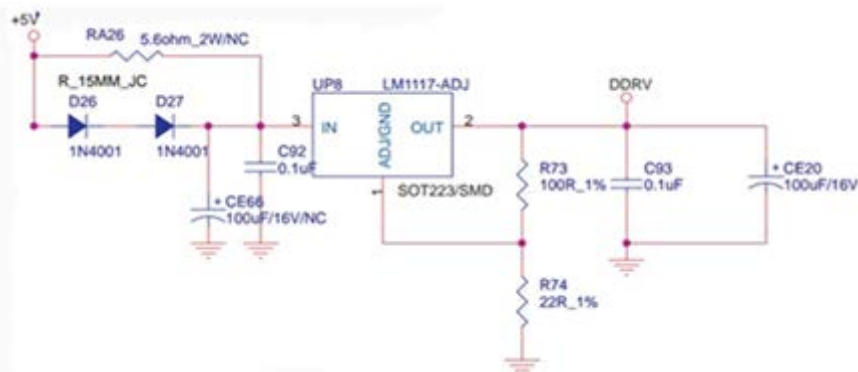 +5V
RA26 5.6ohm_2W/NC
R_15MM_JC
D26 D27
1N4001 1N4001
UP8 LM1117-ADJ
3 IN OUT 2
ADJ/GND
1
SOT223/SMD
C92
0.1uF
+ CE66
100uF/16V/NC
DDRV
R73
100R_1%
C93
0.1uF
+ CE20
100uF/16V
R74
22R_1%